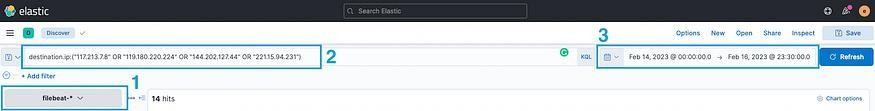 elastic
Search Elastic
e
D
Discover
Options New Open Share Inspect Save
3
destination.ip:("117.213.7.8" OR "119.180.220.224" OR "144.202.127.44" OR "221.15.94.231")
2
KQL
Feb 14, 2023 @ 00:00:00.0 → Feb 16, 2023 @ 23:30:00.0
Refresh
+ Add filter
1
filebeat-*
14 hits
Chart options